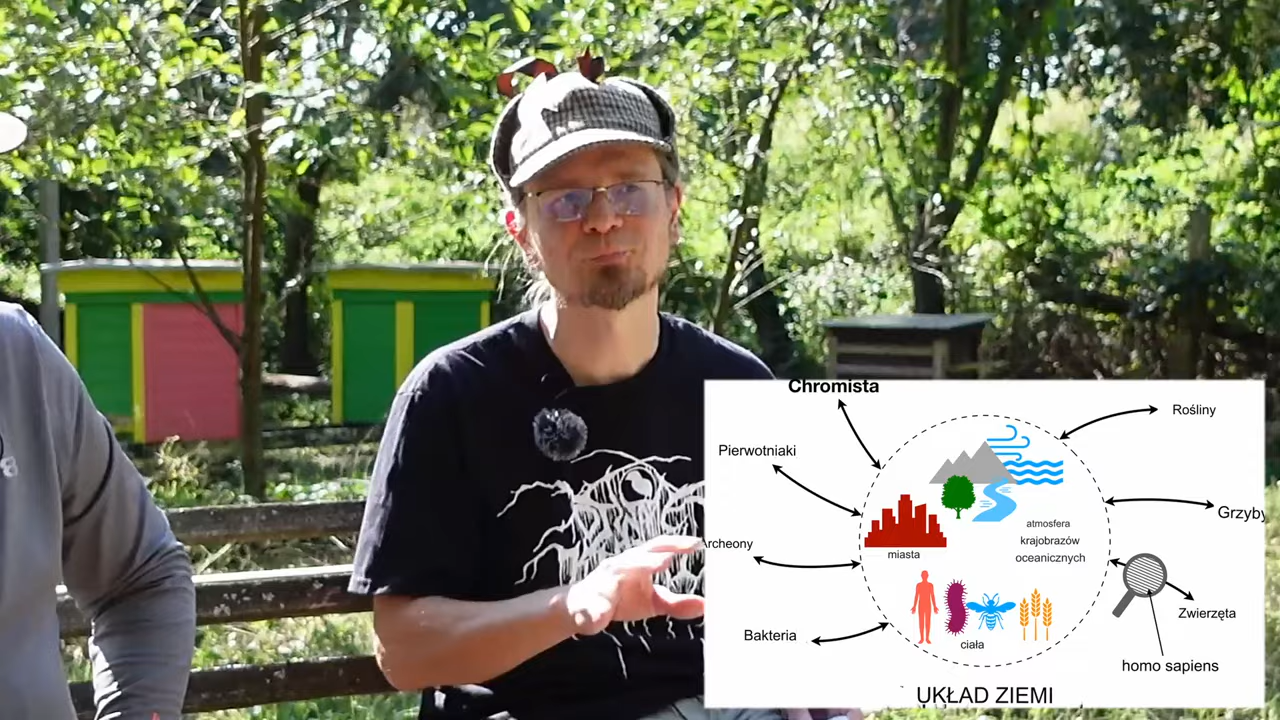 Chromista
Rośliny
Pierwotniaki
Grzyby
atmosfera
krajobrazów
oceanicznych
miasta
Archeony
Zwierzęta
Bakteria
ciała
homo sapiens
UKŁAD ZIEMI